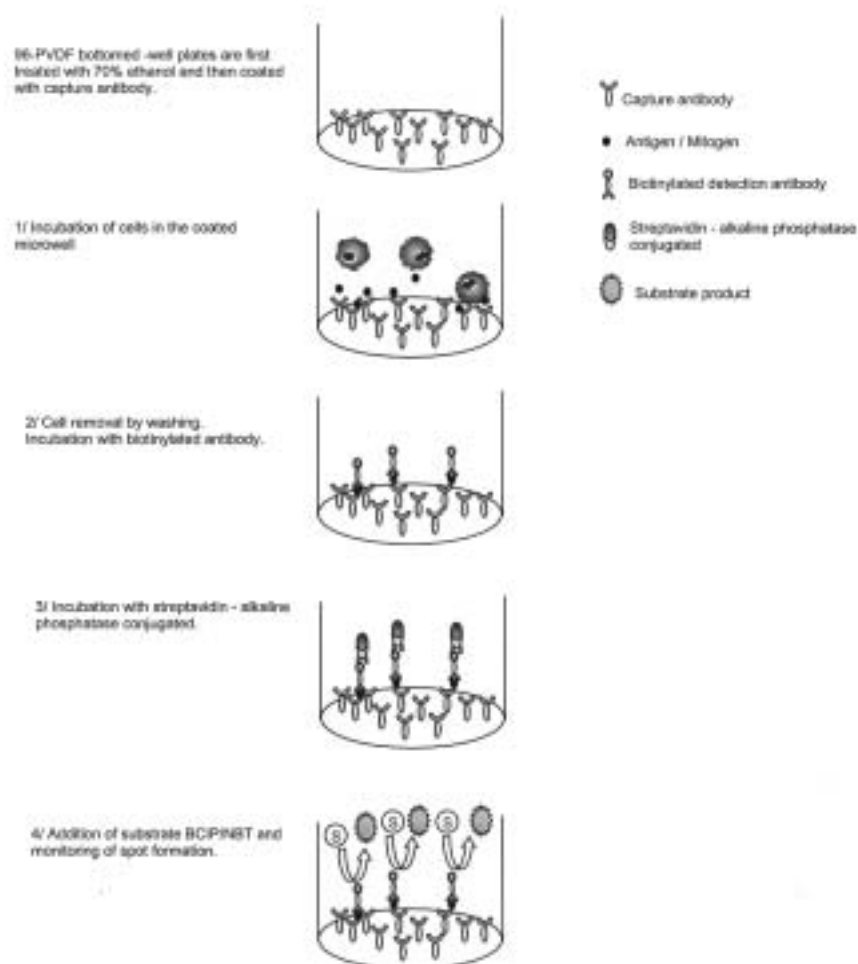 96-PVDF bottomed -well plates are first
treated with 70% ethanol and then coated
with capture antibody.
Capture antibody
Antigen / Mitogen
Biotinylated detection antibody
Streptavidin - alkaline phosphatase
conjugated
Substrate product
1/ Incubation of cells in the coated
microwell
2/ Cell removal by washing.
Incubation with biotinylated antibody.
3/ Incubation with streptavidin - alkaline
phosphatase conjugated.
4/ Addition of substrate BCIP/NBT and
monitoring of spot formation.
S
S
S